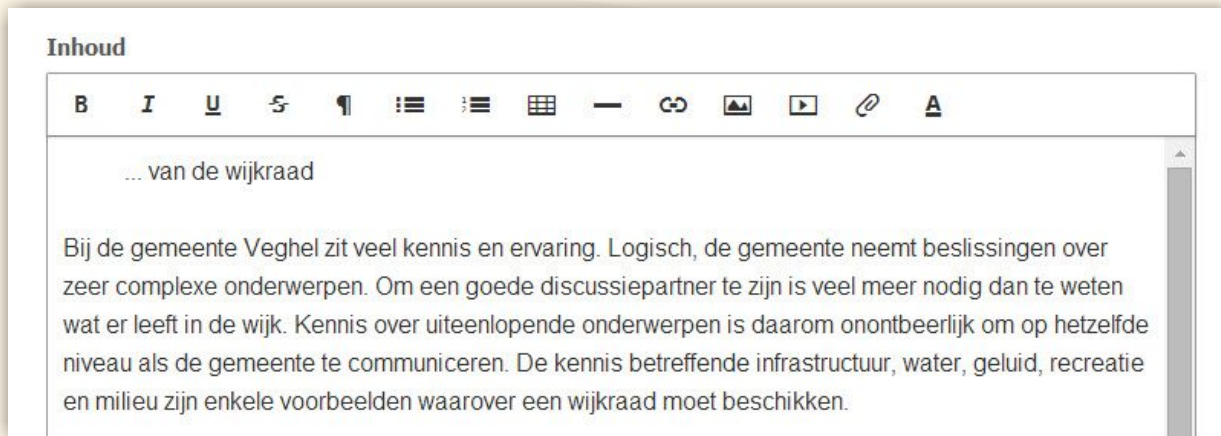 Inhoud
B I U S ¶ A
... van de wijkraad
Bij de gemeente Veghel zit veel kennis en ervaring. Logisch, de gemeente neemt beslissingen over
zeer complexe onderwerpen. Om een goede discussiepartner te zijn is veel meer nodig dan te weten
wat er leeft in de wijk. Kennis over uiteenlopende onderwerpen is daarom onontbeerlijk om op hetzelfde
niveau als de gemeente te communiceren. De kennis betreffende infrastructuur, water, geluid, recreatie
en milieu zijn enkele voorbeelden waarover een wijkraad moet beschikken.